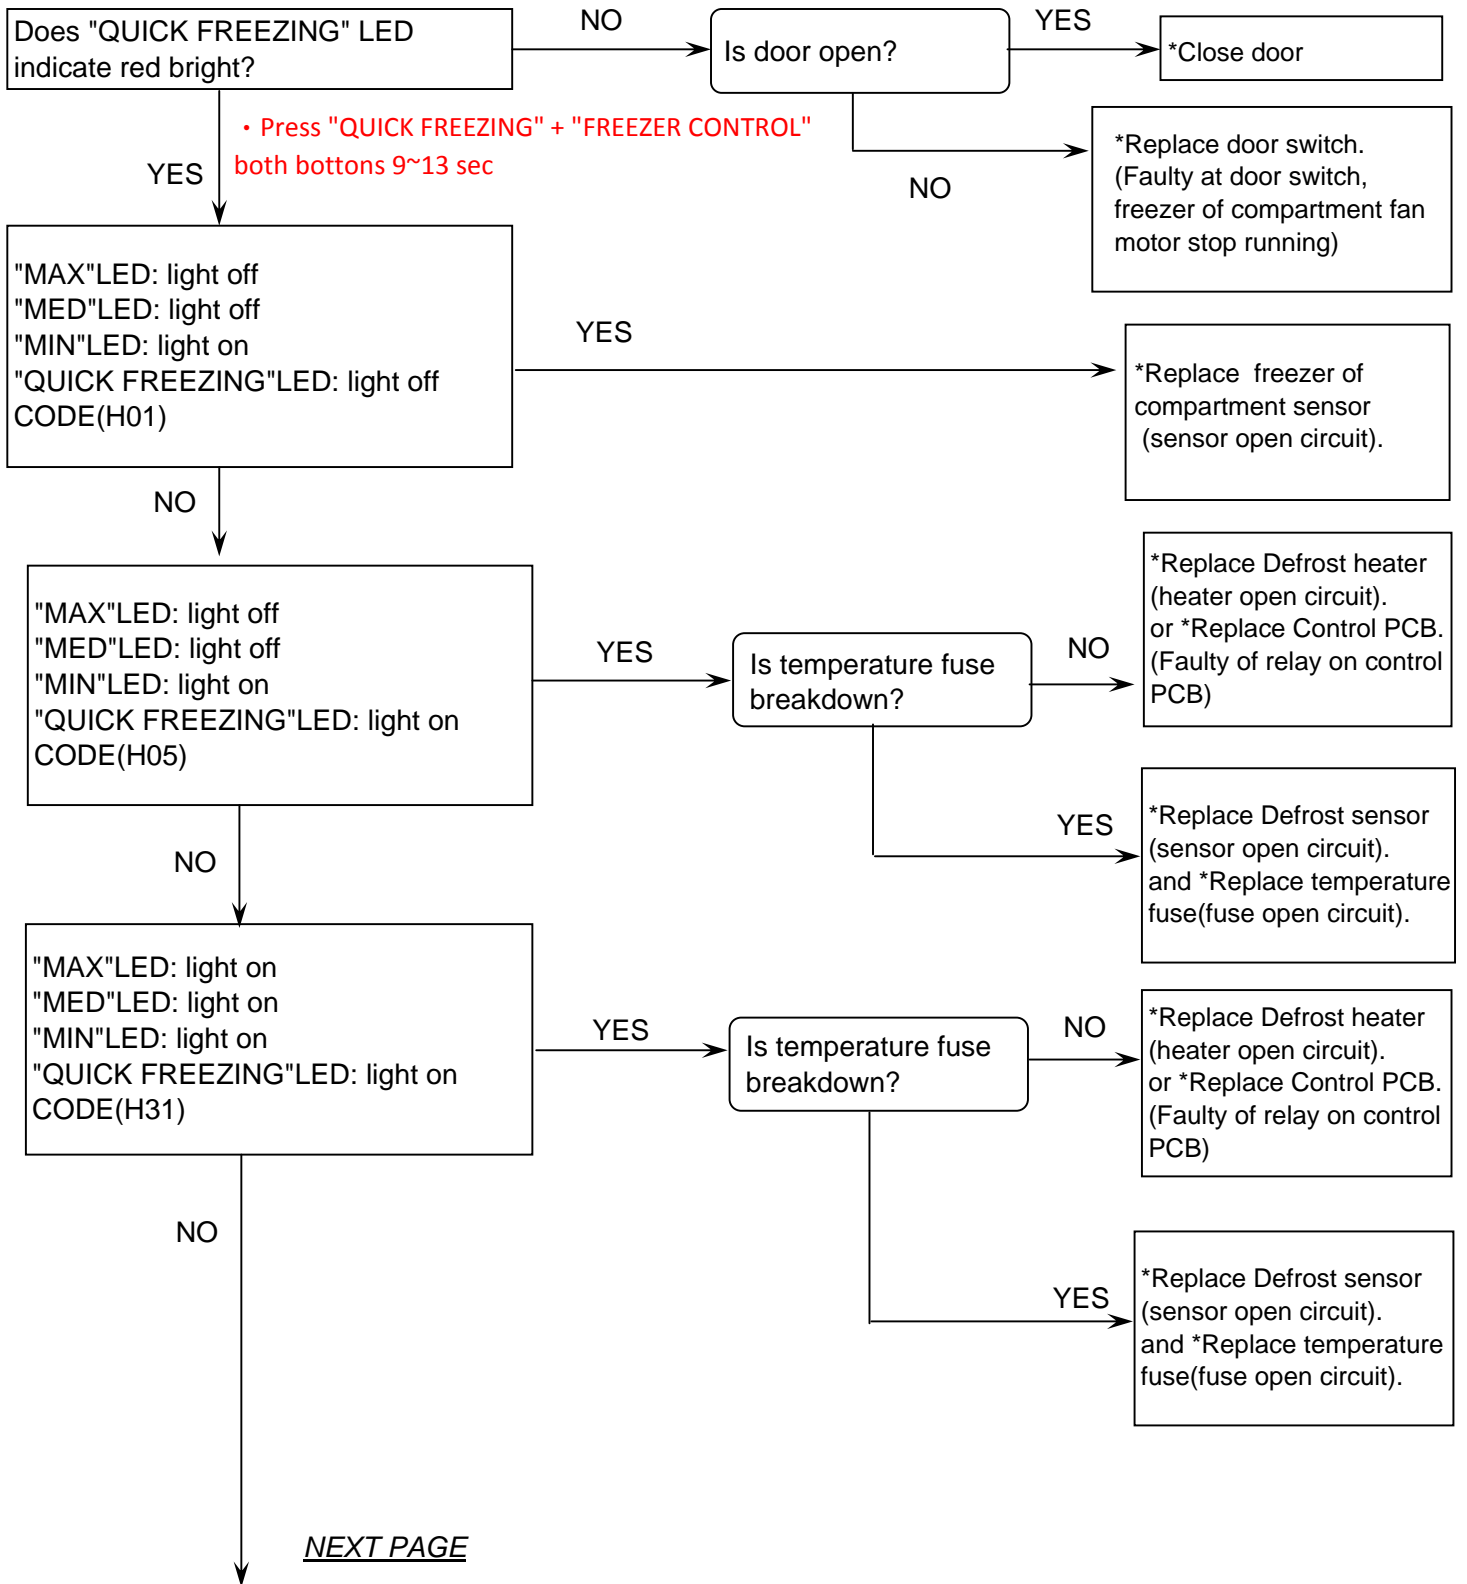 Does "QUICK FREEZING" LED
indicate red bright?
NO
Is door open?
YES
*Close door
・Press "QUICK FREEZING" + "FREEZER CONTROL"
both bottons 9~13 sec
YES
NO
*Replace door switch.
(Faulty at door switch,
freezer of compartment fan
motor stop running)
"MAX"LED: light off
"MED"LED: light off
"MIN"LED: light on
"QUICK FREEZING"LED: light off
CODE(H01)
YES
*Replace  freezer of
compartment sensor
(sensor open circuit).
NO
"MAX"LED: light off
"MED"LED: light off
"MIN"LED: light on
"QUICK FREEZING"LED: light on
CODE(H05)
YES
Is temperature fuse
breakdown?
NO
*Replace Defrost heater
(heater open circuit).
or *Replace Control PCB.
(Faulty of relay on control
PCB)
YES
*Replace Defrost sensor
(sensor open circuit).
and *Replace temperature
fuse(fuse open circuit).
NO
"MAX"LED: light on
"MED"LED: light on
"MIN"LED: light on
"QUICK FREEZING"LED: light on
CODE(H31)
YES
Is temperature fuse
breakdown?
NO
*Replace Defrost heater
(heater open circuit).
or *Replace Control PCB.
(Faulty of relay on control
PCB)
YES
*Replace Defrost sensor
(sensor open circuit).
and *Replace temperature
fuse(fuse open circuit).
NO
NEXT PAGE